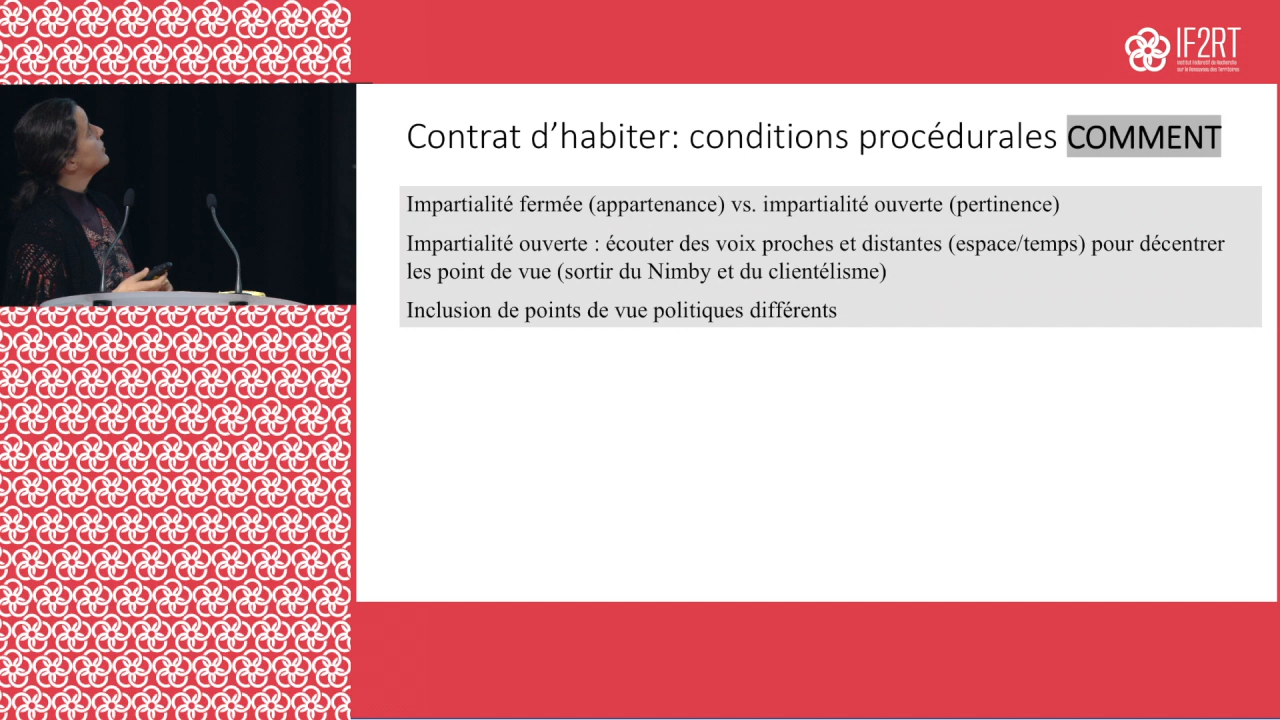 IF2RT
Institut Fédératif de Recherche
sur le Renouveau des Territoires
Contrat d’habiter: conditions procédurales COMMENT
Impartialité fermée (appartenance) vs. impartialité ouverte (pertinence)
Impartialité ouverte : écouter des voix proches et distantes (espace/temps) pour décentrer
les point de vue (sortir du Nimby et du clientélisme)
Inclusion de points de vue politiques différents